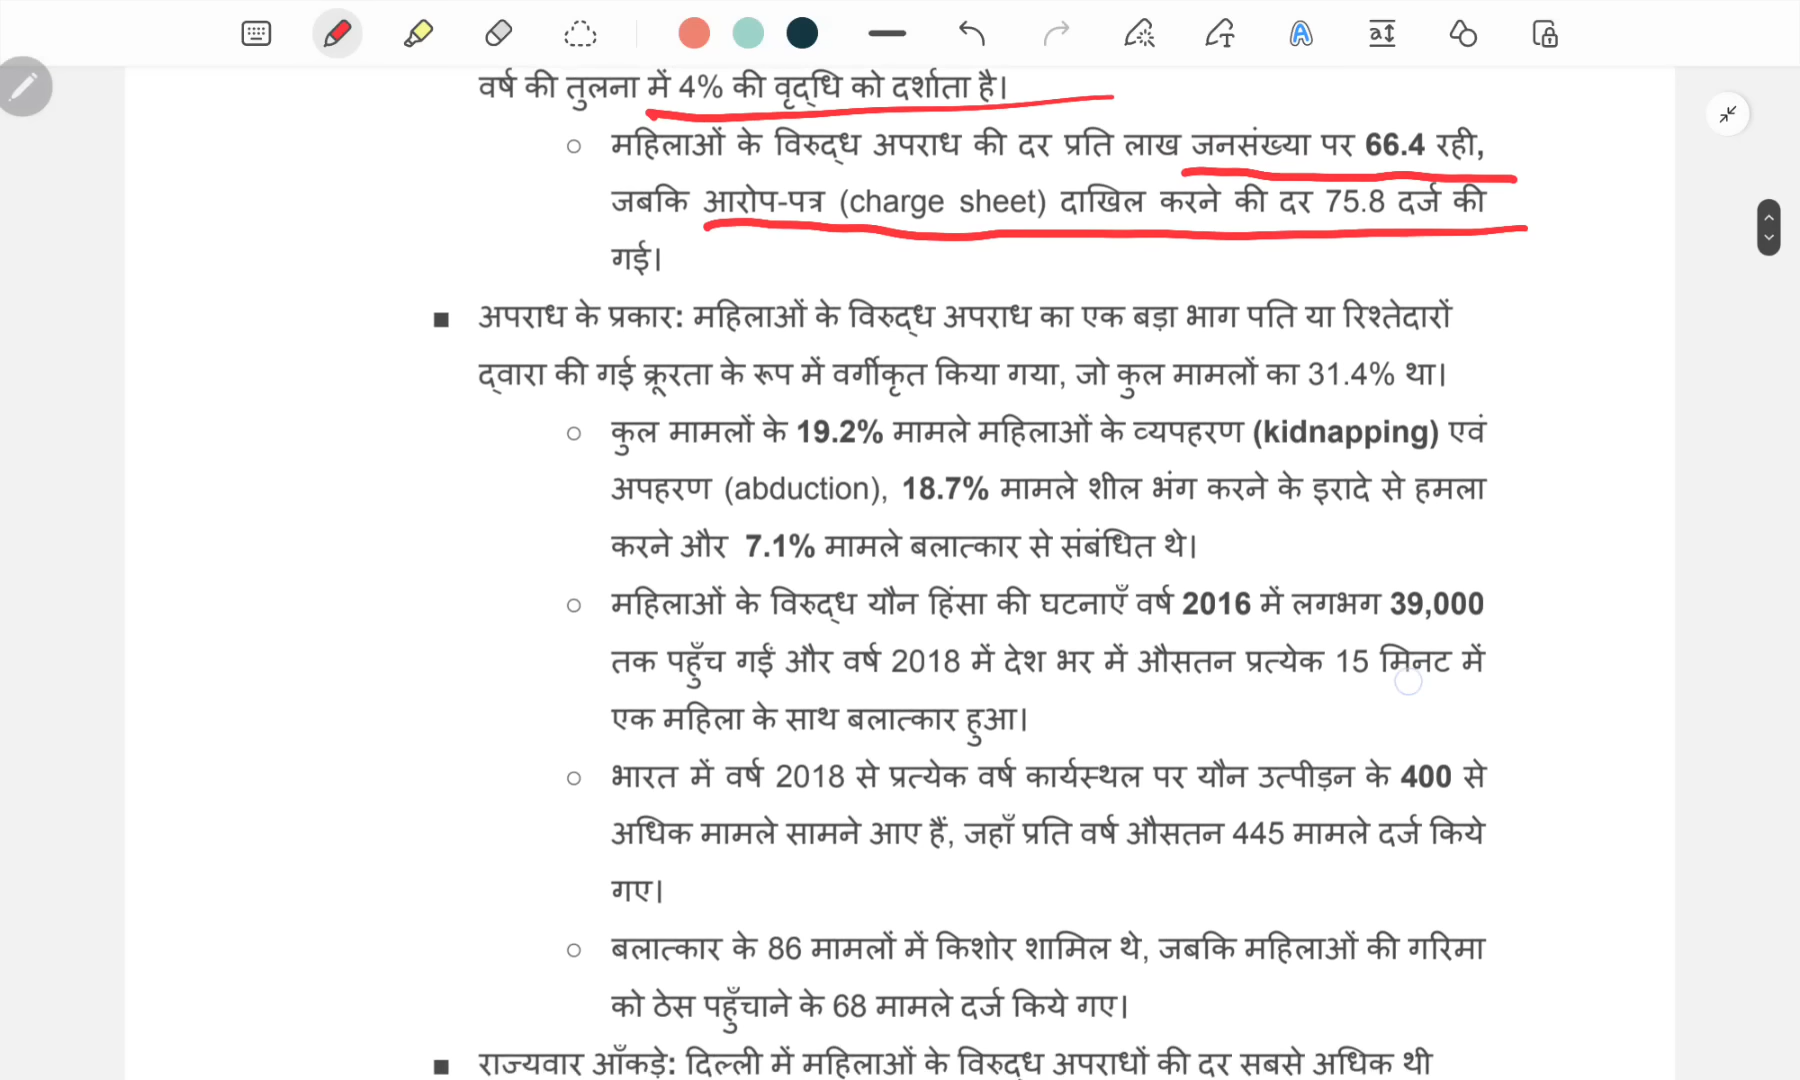 वर्ष की तुलना में 4% की वृद्धि को दर्शाता है।
○ महिलाओं के विरुद्ध अपराध की दर प्रति लाख जनसंख्या पर 66.4 रही,
जबकि आरोप-पत्र (charge sheet) दाखिल करने की दर 75.8 दर्ज की
गई।
■ अपराध के प्रकार: महिलाओं के विरुद्ध अपराध का एक बड़ा भाग पति या रिश्तेदारों
द्वारा की गई क्रूरता के रूप में वर्गीकृत किया गया, जो कुल मामलों का 31.4% था।
○ कुल मामलों के 19.2% मामले महिलाओं के व्यपहरण (kidnapping) एवं
अपहरण (abduction), 18.7% मामले शील भंग करने के इरादे से हमला
करने और 7.1% मामले बलात्कार से संबंधित थे।
○ महिलाओं के विरुद्ध यौन हिंसा की घटनाएँ वर्ष 2016 में लगभग 39,000
तक पहुँच गईं और वर्ष 2018 में देश भर में औसतन प्रत्येक 15 मिनट में
एक महिला के साथ बलात्कार हुआ।
○ भारत में वर्ष 2018 से प्रत्येक वर्ष कार्यस्थल पर यौन उत्पीड़न के 400 से
अधिक मामले सामने आए हैं, जहाँ प्रति वर्ष औसतन 445 मामले दर्ज किये
गए।
○ बलात्कार के 86 मामलों में किशोर शामिल थे, जबकि महिलाओं की गरिमा
को ठेस पहुँचाने के 68 मामले दर्ज किये गए।
■ राज्यवार आँकड़े: दिल्ली में महिलाओं के विरुद्ध अपराधों की दर सबसे अधिक थी